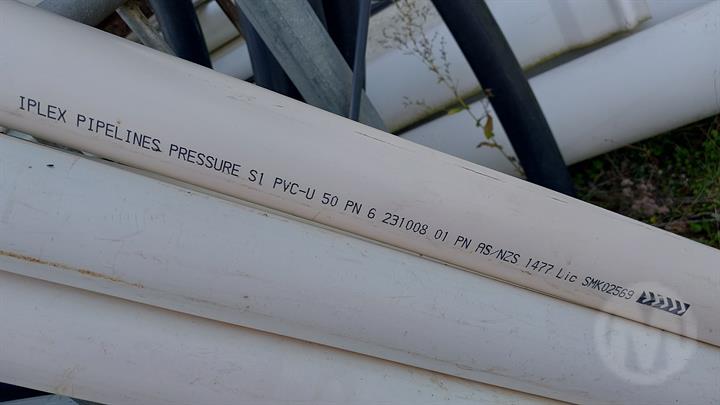 IPLEX PIPELINES PRESSURE S1 PVC-U 50 PN 6 231008 01 PN AS/NZS 1477 Lic SMK02569
M